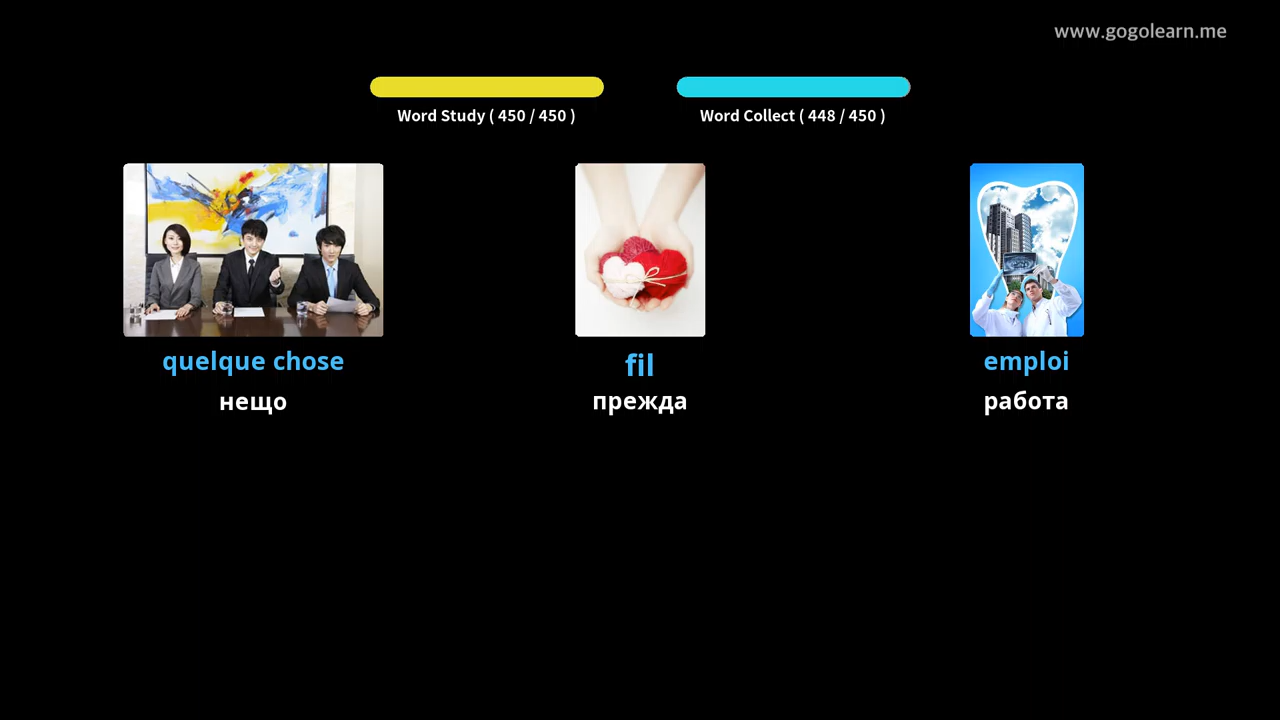 www.gogolearn.me
Word Study ( 450 / 450 )
Word Collect ( 448 / 450 )
quelque chose
нещо
fil
прежда
emploi
работа